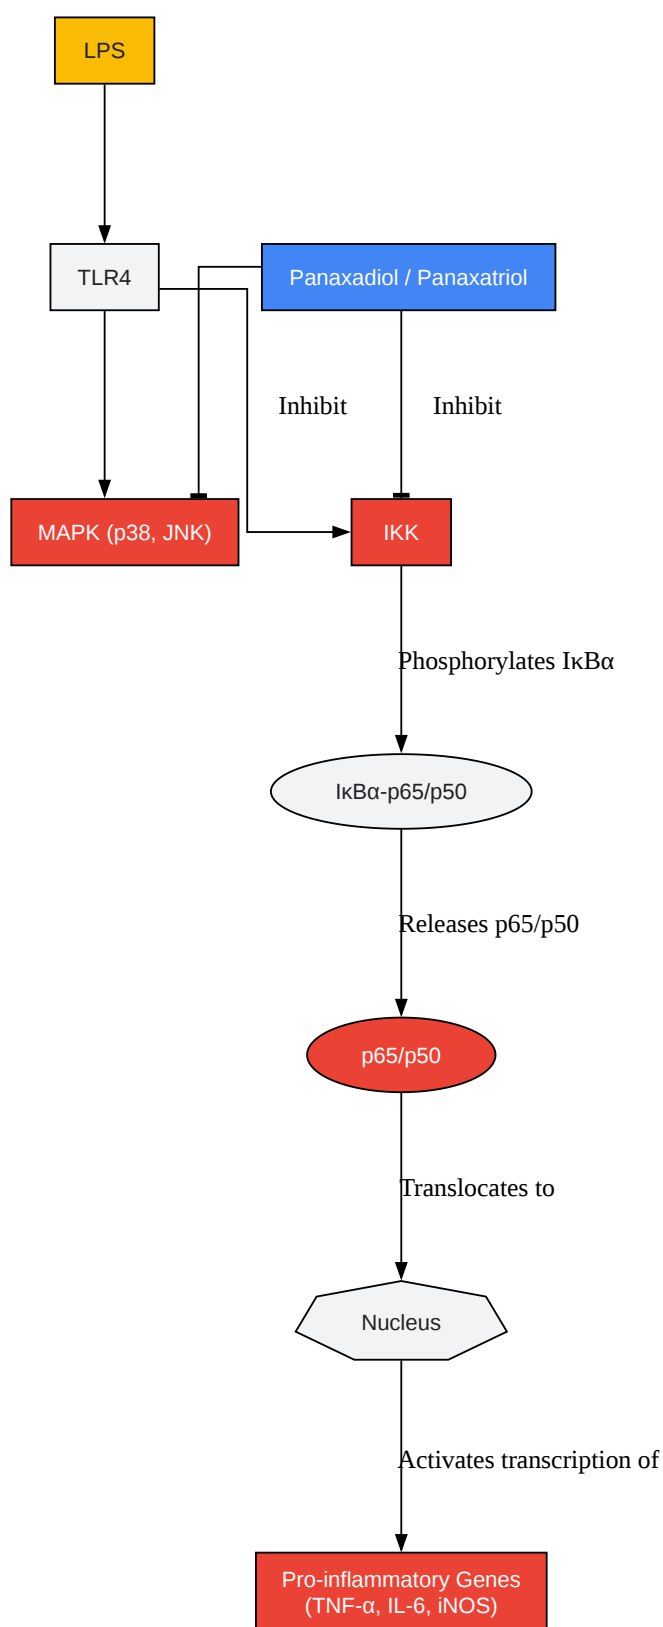 LPS
TLR4
Panaxadiol / Panaxatriol
Inhibit
Inhibit
MAPK (p38, JNK)
IKK
Phosphorylates IκBα
IκBα-p65/p50
Releases p65/p50
p65/p50
Translocates to
Nucleus
Activates transcription of
Pro-inflammatory Genes
(TNF-α, IL-6, iNOS)